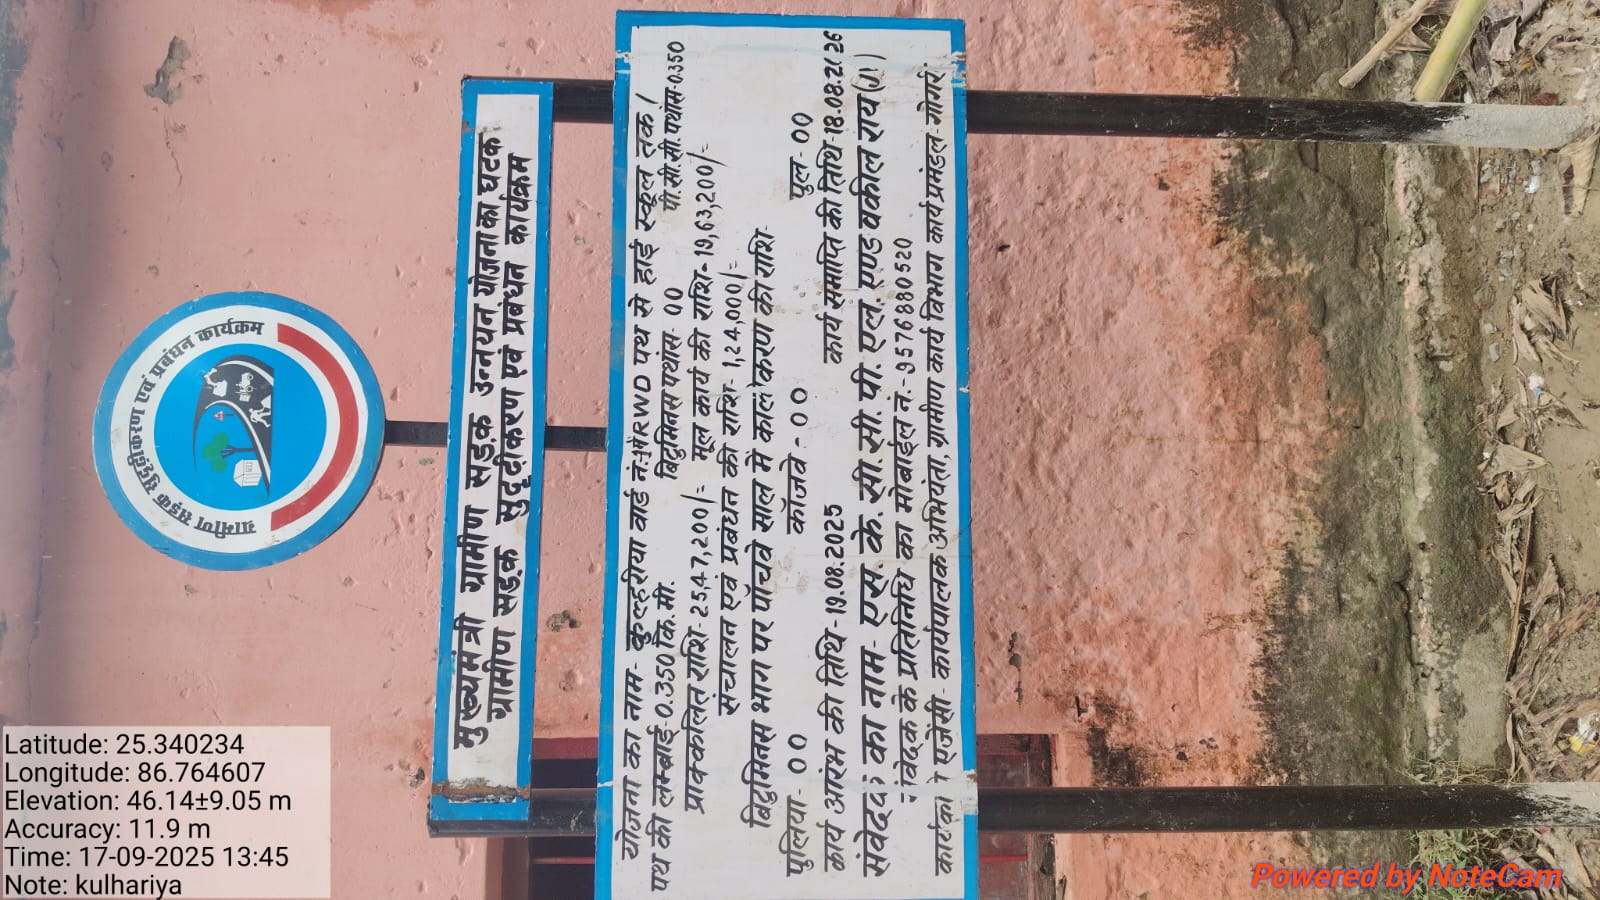 ग्रामीण सड़क सुदृढ़ीकरण एवं प्रबंधन कार्यक्रम
मुख्यमंत्री ग्रामीण सड़क उन्नयन योजना का घटक
ग्रामीण सड़क सुदृढ़ीकरण एवं प्रबंधन कार्यक्रम
योजना का नाम- कुल्हरीया वार्ड नं- RWD पथ से हाई स्कूल तक।
पथ की लम्बाई-0.350 कि.मी. बिटुमिनस पथांस- 00 पी.सी.सी. पथांस-0.350
प्राक्कलित राशि- 25,47,200/= मूल कार्य की राशि- 19,63,200/=
संचालन एवं प्रबंधन की राशि- 1,24,000/=
बिटुमिनस भाग पर पाँचवे साल में कालेकरण की राशि-
पुलिया- 00 कॉजवे - 00 पुल- 00
कार्य आरंभ की तिथि- 19.08.2025 कार्य समाप्ति की तिथि-18.08.2026
संवेदक का नाम- एस. के. सी. सी. पी. एल. एण्ड वकील राय (JV)
संवेदक के प्रतिनिधि का मोबाईल नं.- 9576880520
एजेंसी- कार्यपालक अभियंता, ग्रामीण कार्य विभाग कार्य प्रमंडल- गोगरी
Latitude: 25.340234
Longitude: 86.764607
Elevation: 46.14±9.05 m
Accuracy: 11.9 m
Time: 17-09-2025 13:45
Note: kulhariya
Powered by NoteCam